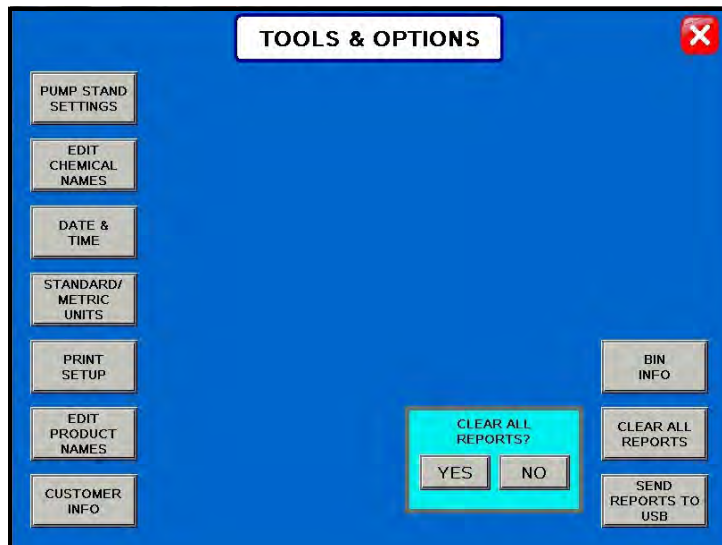 TOOLS & OPTIONS
PUMP STAND
SETTINGS
EDIT
CHEMICAL
NAMES
DATE &
TIME
STANDARD/
METRIC
UNITS
PRINT
SETUP
EDIT
PRODUCT
NAMES
CUSTOMER
INFO
CLEAR ALL
REPORTS?
YES
NO
BIN
INFO
CLEAR ALL
REPORTS
SEND
REPORTS TO
USB